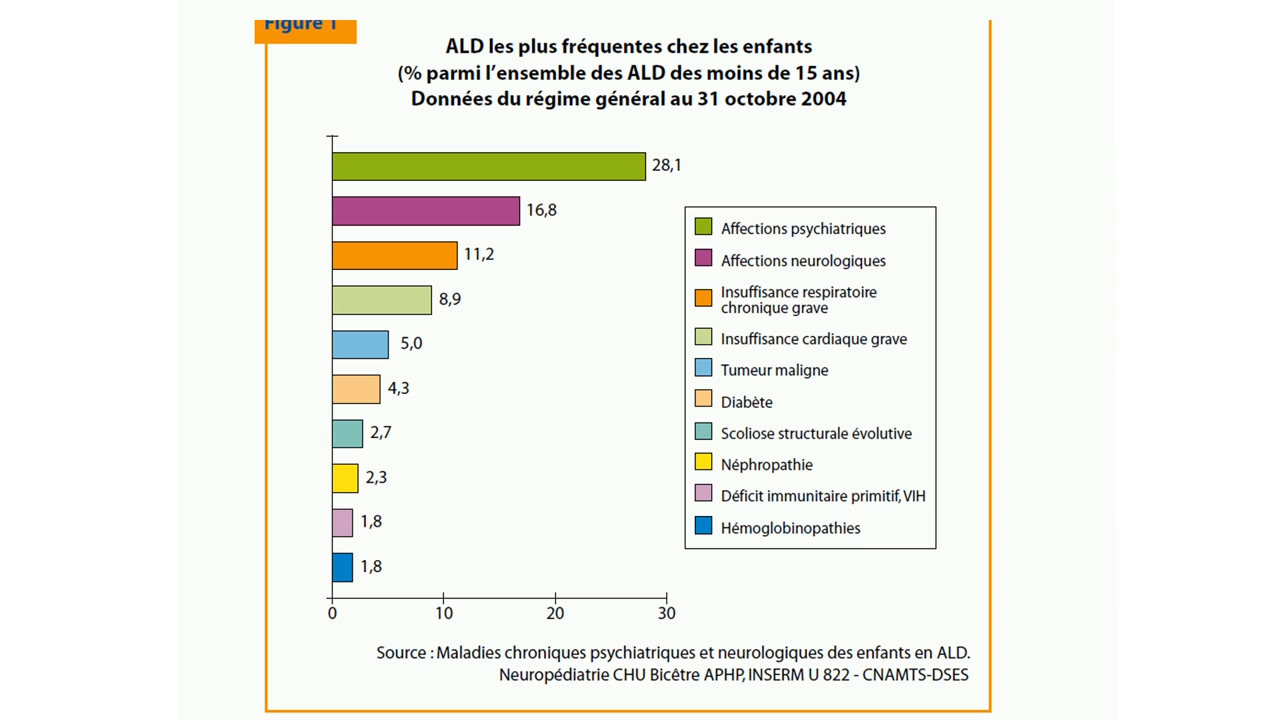 Figure 1
ALD les plus fréquentes chez les enfants
(% parmi l'ensemble des ALD des moins de 15 ans)
Données du régime général au 31 octobre 2004
28,1
16,8
11,2
8,9
5,0
4,3
2,7
2,3
1,8
1,8
0 10 20 30
Affections psychiatriques
Affections neurologiques
Insuffisance respiratoire
chronique grave
Insuffisance cardiaque grave
Tumeur maligne
Diabète
Scoliose structurale évolutive
Néphropathie
Déficit immunitaire primitif, VIH
Hémoglobinopathies
Source : Maladies chroniques psychiatriques et neurologiques des enfants en ALD.
Neuropédiatrie CHU Bicêtre APHP, INSERM U 822 - CNAMTS-DSES